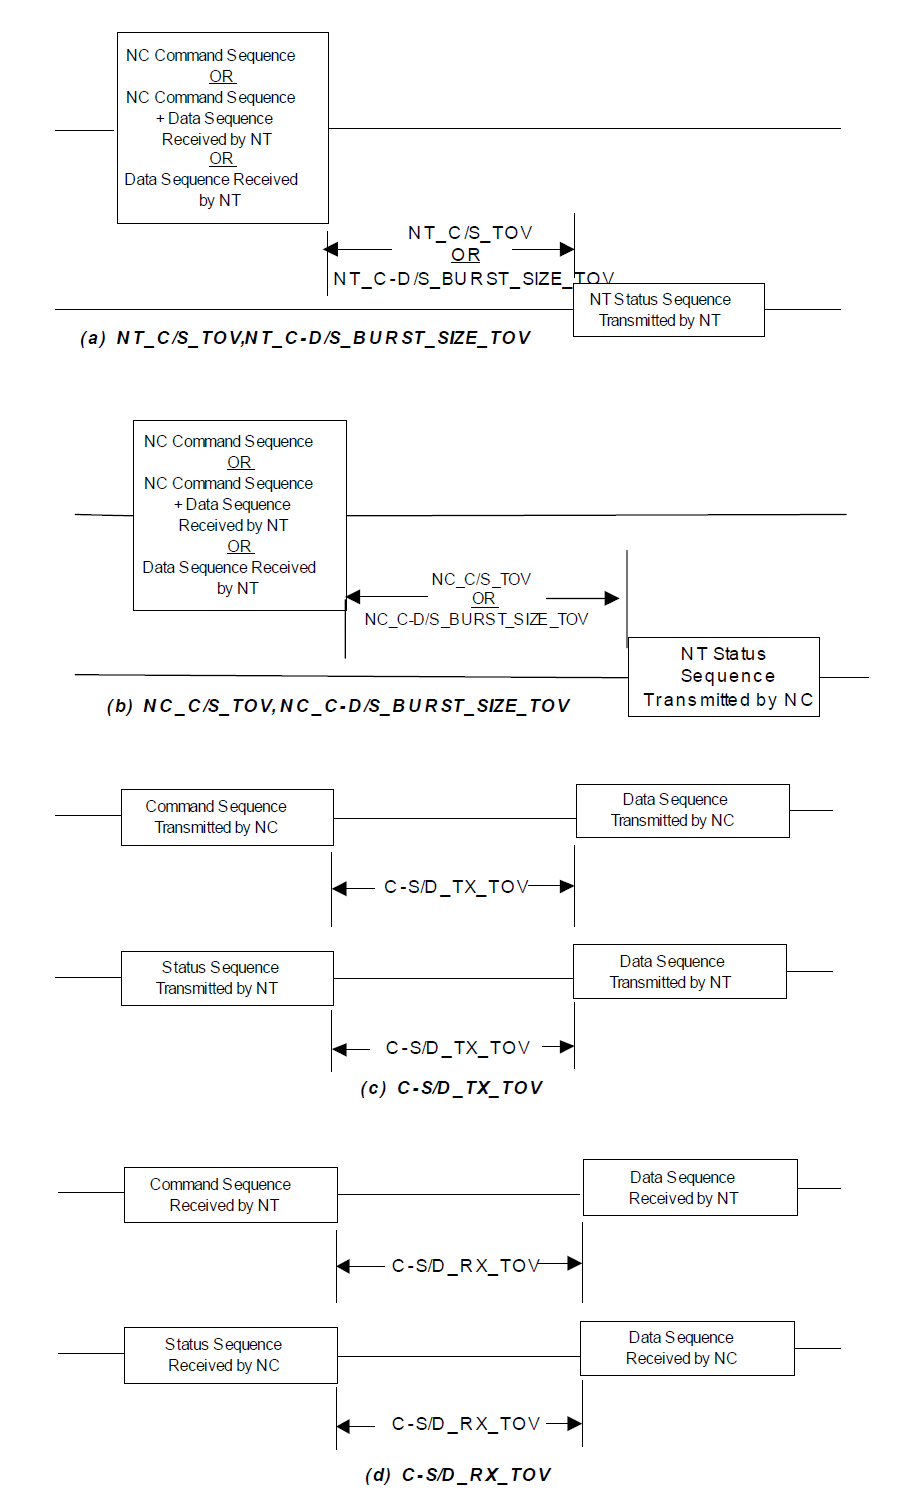 NC Command Sequence
OR
NC Command Sequence
+ Data Sequence
Received by NT
OR
Data Sequence Received
by NT
NT_C/S_TOV
OR
NT_C-D/S_BURST_SIZE_TOV
NT Status Sequence
Transmitted by NT
(a) NT_C/S_TOV,NT_C-D/S_BURST_SIZE_TOV
NC Command Sequence
OR
NC Command Sequence
+ Data Sequence
Received by NT
OR
Data Sequence Received
by NT
NC_C/S_TOV
OR
NC_C-D/S_BURST_SIZE_TOV
NT Status
Sequence
Transmitted by NC
(b) NC_C/S_TOV, NC_C-D/S_BURST_SIZE_TOV
Command Sequence
Transmitted by NC
Data Sequence
Transmitted by NC
C-S/D_TX_TOV
Status Sequence
Transmitted by NT
Data Sequence
Transmitted by NT
C-S/D_TX_TOV
(c) C-S/D_TX_TOV
Command Sequence
Received by NT
Data Sequence
Received by NT
C-S/D_RX_TOV
Status Sequence
Received by NC
Data Sequence
Received by NC
C-S/D_RX_TOV
(d) C-S/D_RX_TOV